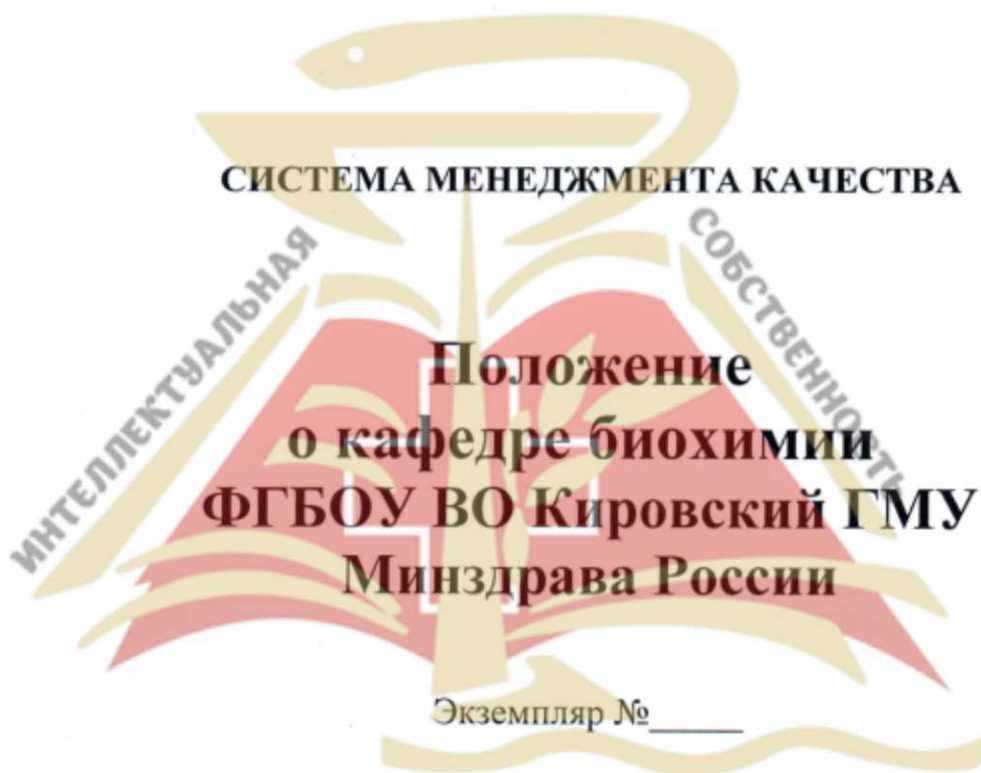 СИСТЕМА МЕНЕДЖМЕНТА КАЧЕСТВА
ИНТЕЛЛЕКТУАЛЬНАЯ СОБСТВЕННОСТЬ
Положение
о кафедре биохимии
ФГБОУ ВО Кировский ГМУ
Минздрава России
Экземпляр №_____